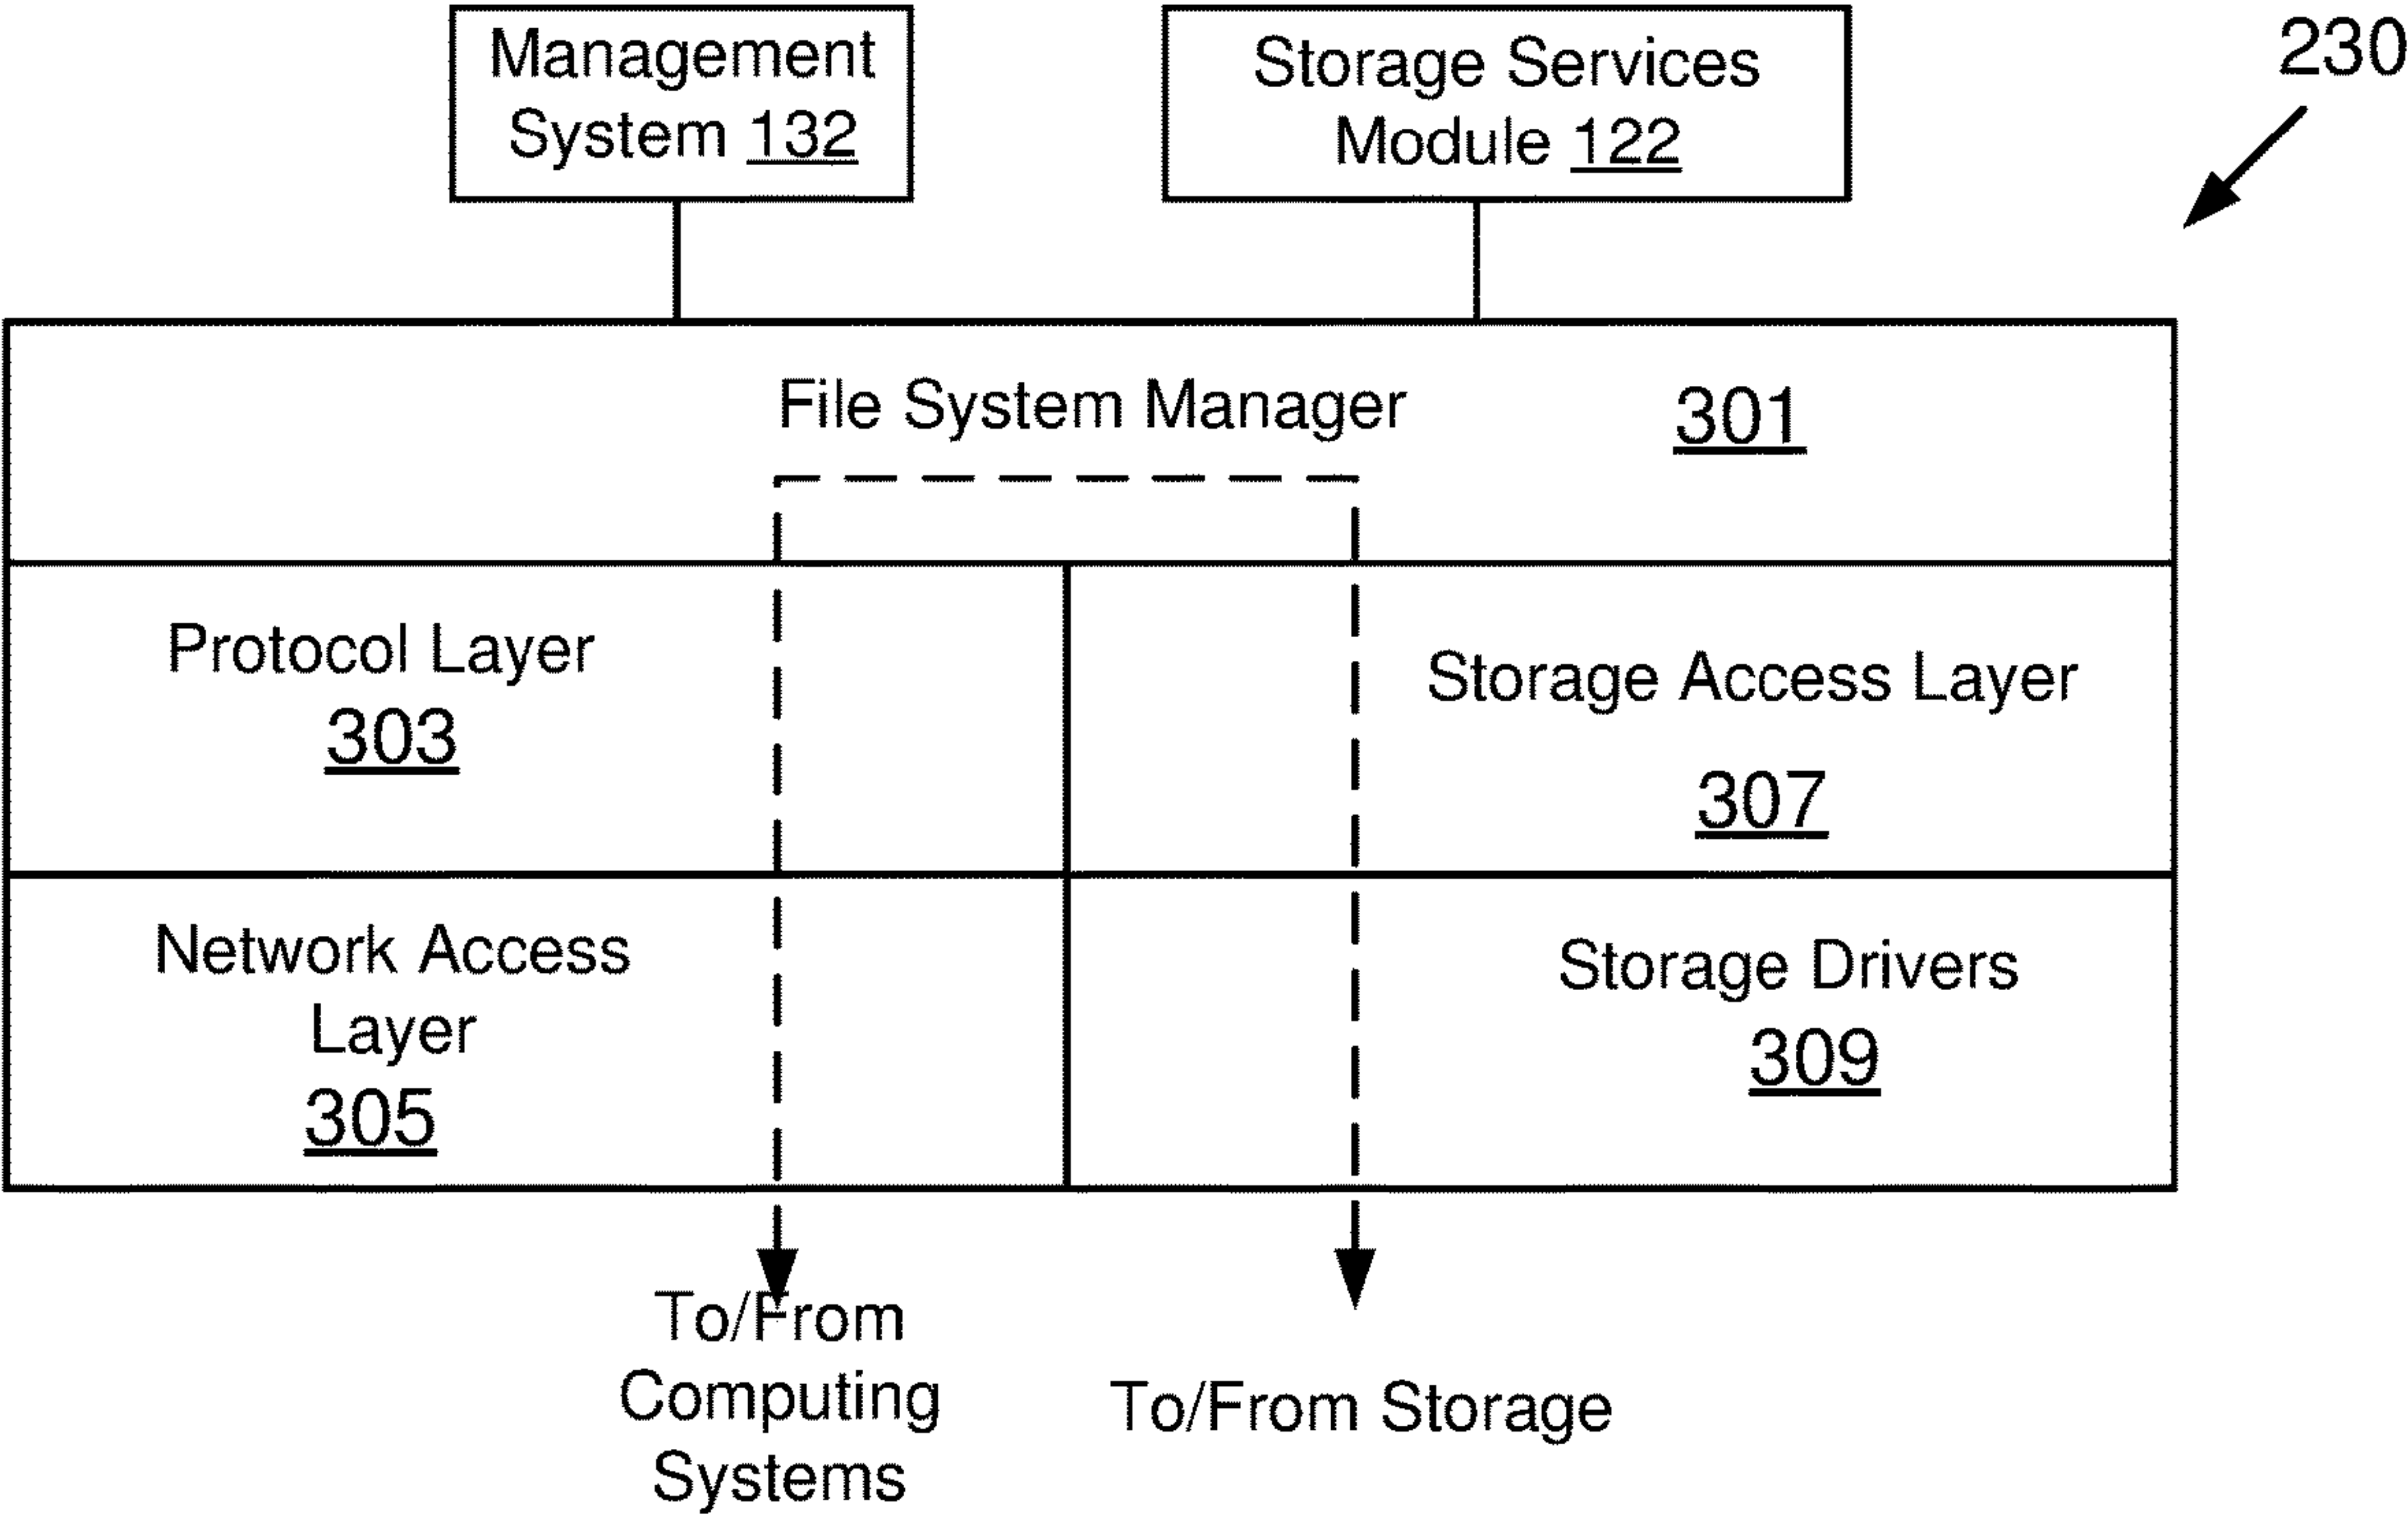 Management
System 132
Storage Services
Module 122
230
File System Manager
301
Protocol Layer
303
Storage Access Layer
307
Network Access
Layer
305
Storage Drivers
309
To/From
Computing
Systems
To/From Storage